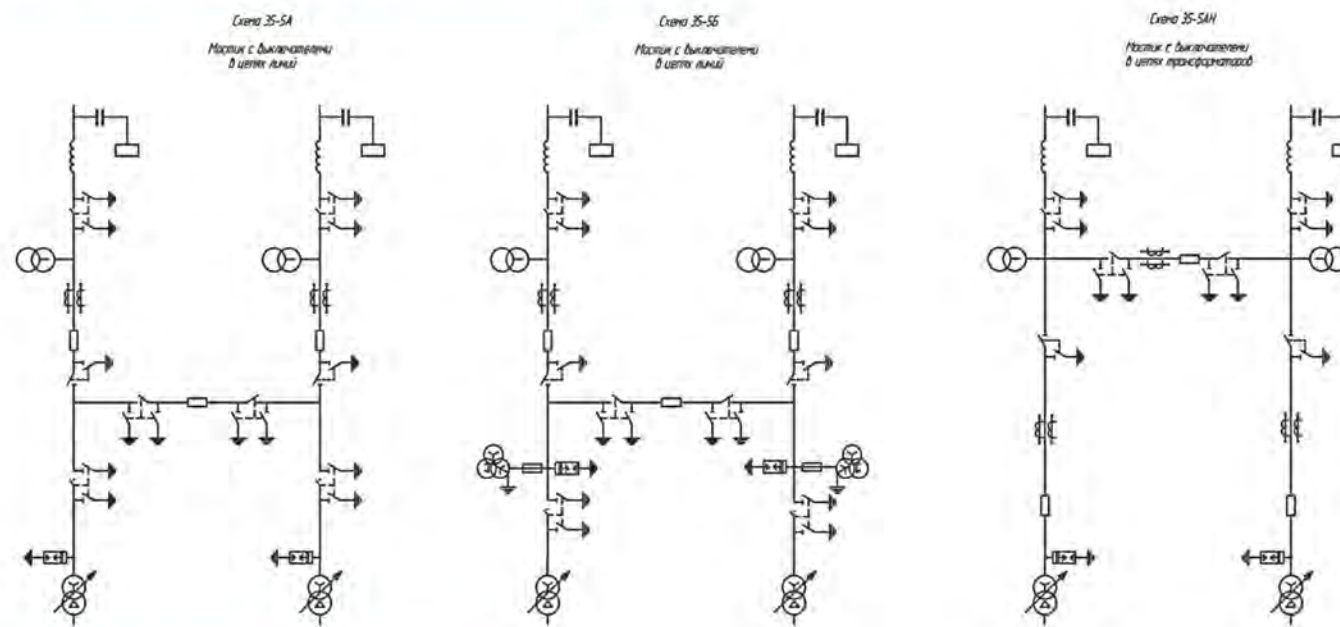 Схема 35-5А
Мостик с выключателями
в цепях линий
Схема 35-5Б
Мостик с выключателями
в цепях линий
Схема 35-5АН
Мостик с выключателями
в цепях трансформаторов